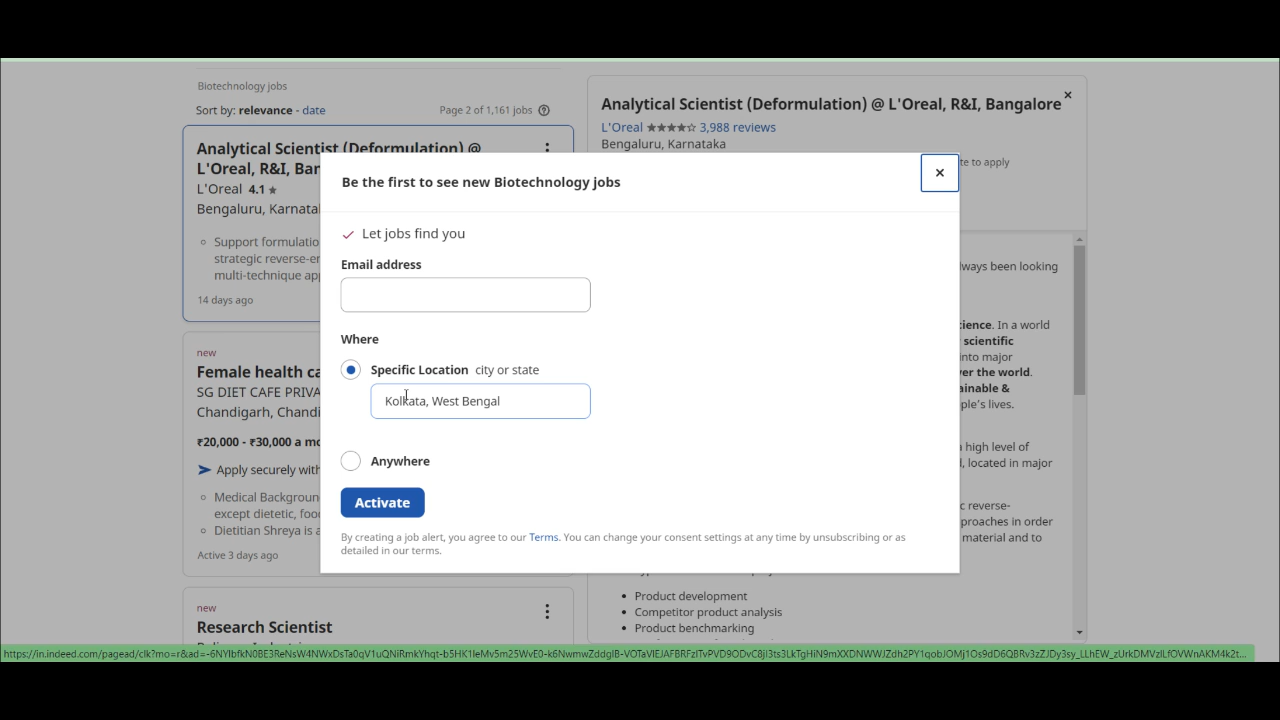 Biotechnology jobs
Sort by: relevance - date
Page 2 of 1,161 jobs
Analytical Scientist (Deformulation) @
L'Oreal, R&I, Ban
L'Oreal 4.1
Bengaluru, Karnata
Support formulatio
strategic reverse-en
multi-technique app
14 days ago
new
Female health ca
SG DIET CAFE PRIVA
Chandigarh, Chandi
₹20,000 - ₹30,000 a mo
Apply securely with
Medical Backgroun
except dietetic, food
Dietitian Shreya is a
Active 3 days ago
new
Research Scientist
Analytical Scientist (Deformulation) @ L'Oreal, R&I, Bangalore
L'Oreal 3,988 reviews
Bengaluru, Karnataka
te to apply
Be the first to see new Biotechnology jobs
Let jobs find you
Email address
Where
Specific Location city or state
Kolkata, West Bengal
Anywhere
Activate
By creating a job alert, you agree to our Terms. You can change your consent settings at any time by unsubscribing or as
detailed in our terms.
lways been looking
ience. In a world
scientific
into major
ver the world.
ainable &
ple's lives.
a high level of
d, located in major
c reverse-
proaches in order
material and to
Product development
Competitor product analysis
Product benchmarking